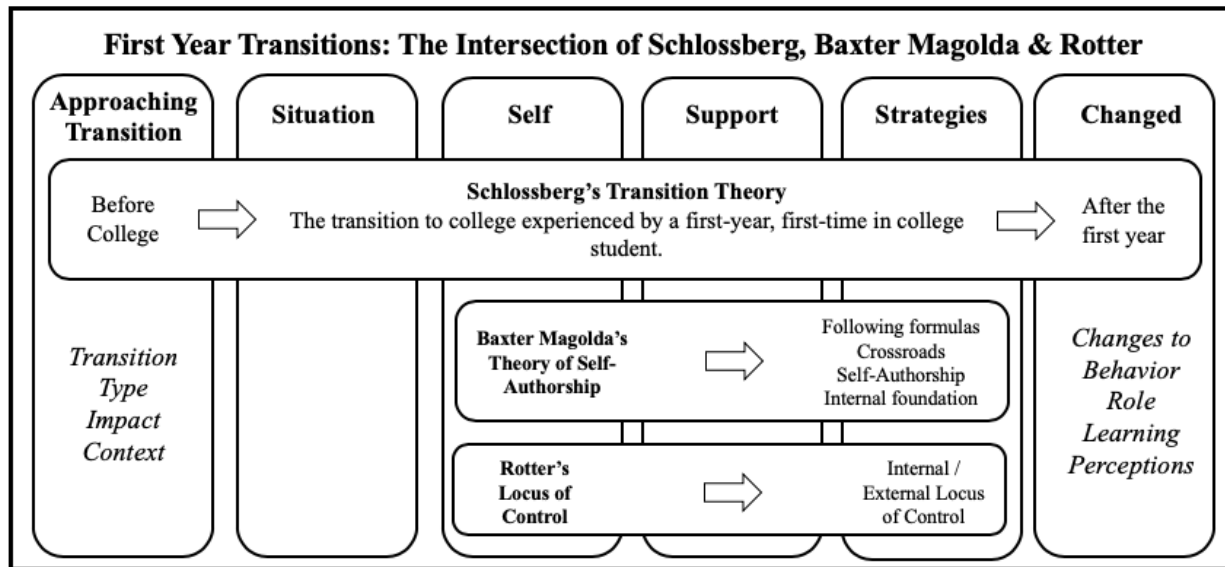 First Year Transitions: The Intersection of Schlossberg, Baxter Magolda & Rotter
Approaching
Transition
Situation
Self
Support
Strategies
Changed
Before
College
Schlossberg's Transition Theory
The transition to college experienced by a first-year, first-time in college
student.
After the
first year
Transition
Type
Impact
Context
Baxter Magolda's
Theory of Self-
Authorship
Following formulas
Crossroads
Self-Authorship
Internal foundation
Rotter's
Locus of
Control
Internal /
External Locus
of Control
Changes to
Behavior
Role
Learning
Perceptions